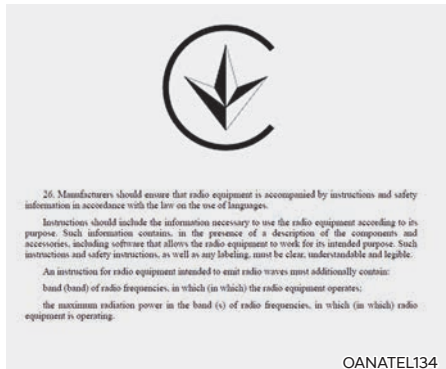 26. Manufacturers should ensure that radio equipment is accompanied by instructions and safety
information in accordance with the law on the use of languages.
Instructions should include the information necessary to use the radio equipment according to its
purpose. Such information contains, in the presence of a description of the components and
accessories, including software that allows the radio equipment to work for its intended purpose. Such
instructions and safety instructions, as well as any labeling, must be clear, understandable and legible.
An instruction for radio equipment intended to emit radio waves must additionally contain:
band (band) of radio frequencies, in which (in which) the radio equipment operates;
the maximum radiation power in the band (s) of radio frequencies, in which (in which) radio
equipment is operating.
OANATEL134